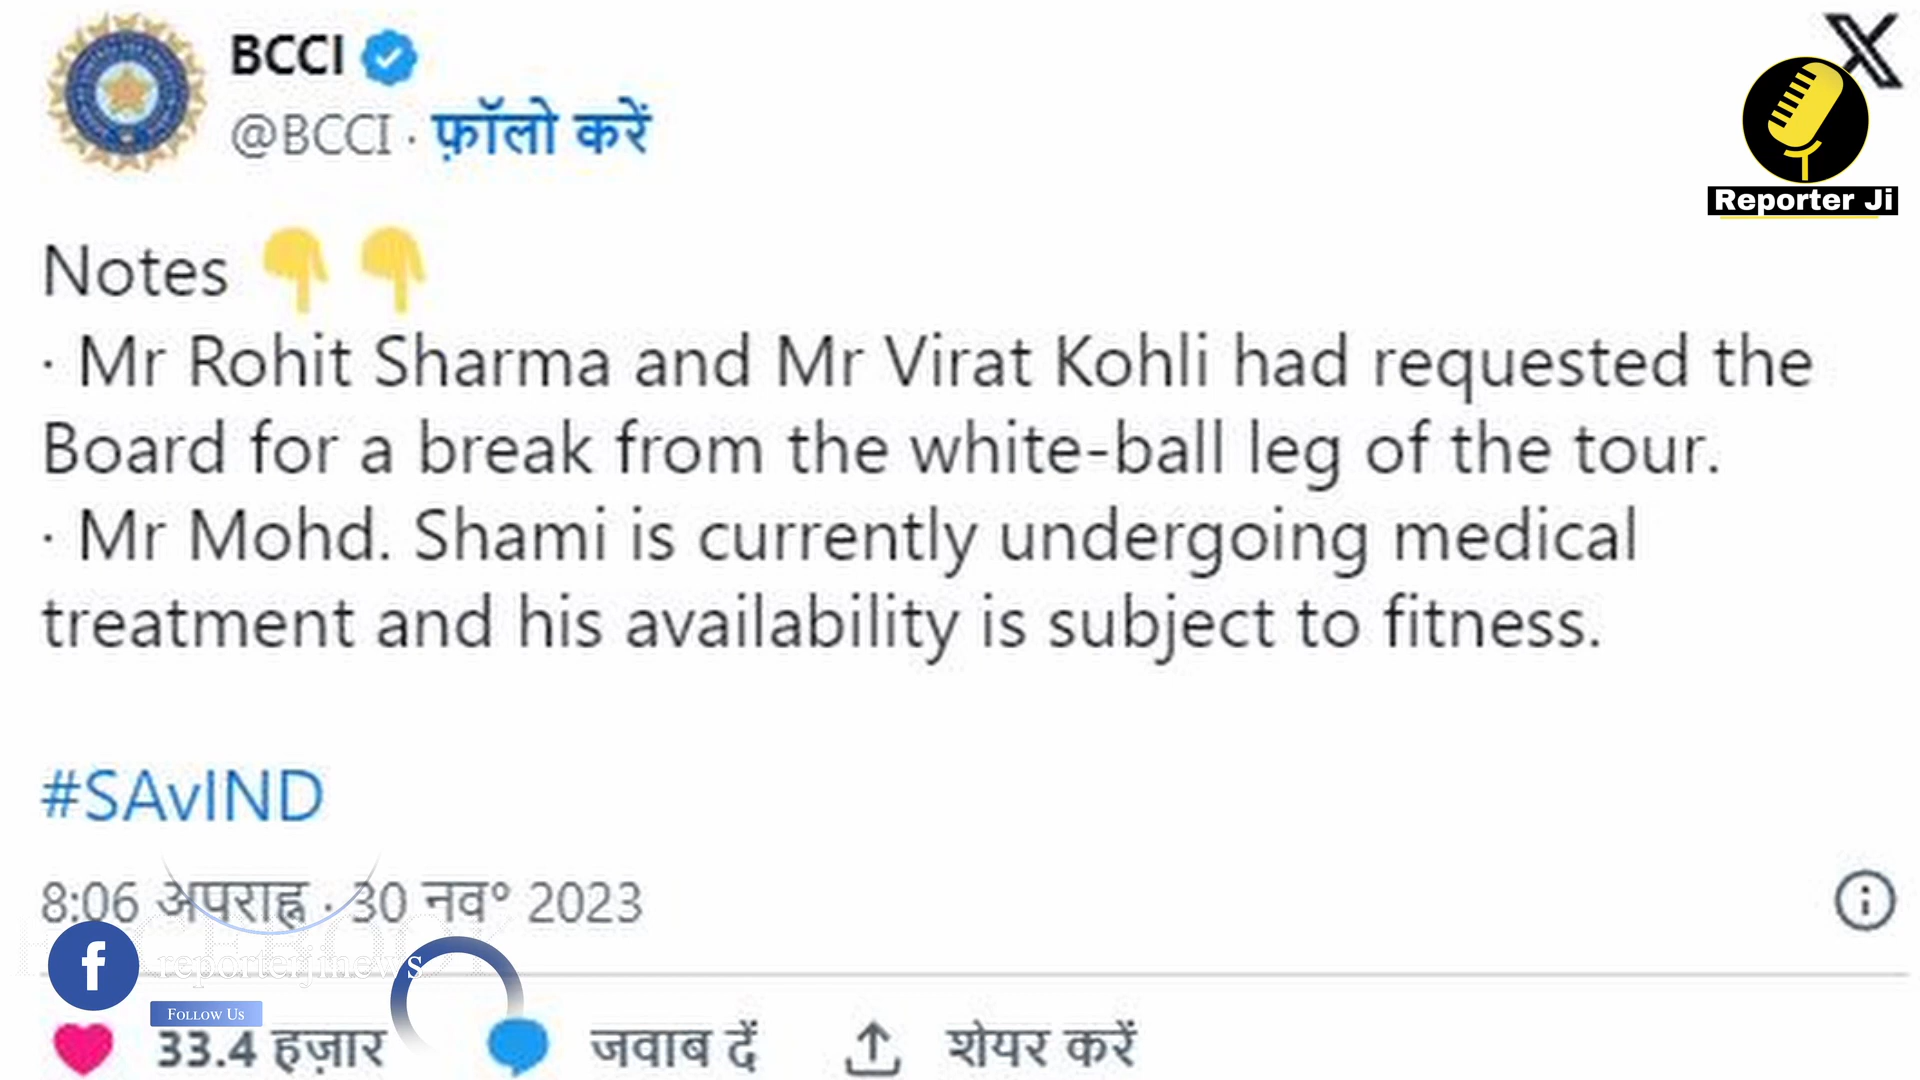 BCCI
@BCCI · फ़ॉलो करें
Reporter Ji
Notes 👇👇
· Mr Rohit Sharma and Mr Virat Kohli had requested the
Board for a break from the white-ball leg of the tour.
· Mr Mohd. Shami is currently undergoing medical
treatment and his availability is subject to fitness.
#SAvIND
8:06 अपराह्न · 30 नव॰ 2023
reporterjinews
Follow Us
33.4 हज़ार जवाब दें शेयर करें